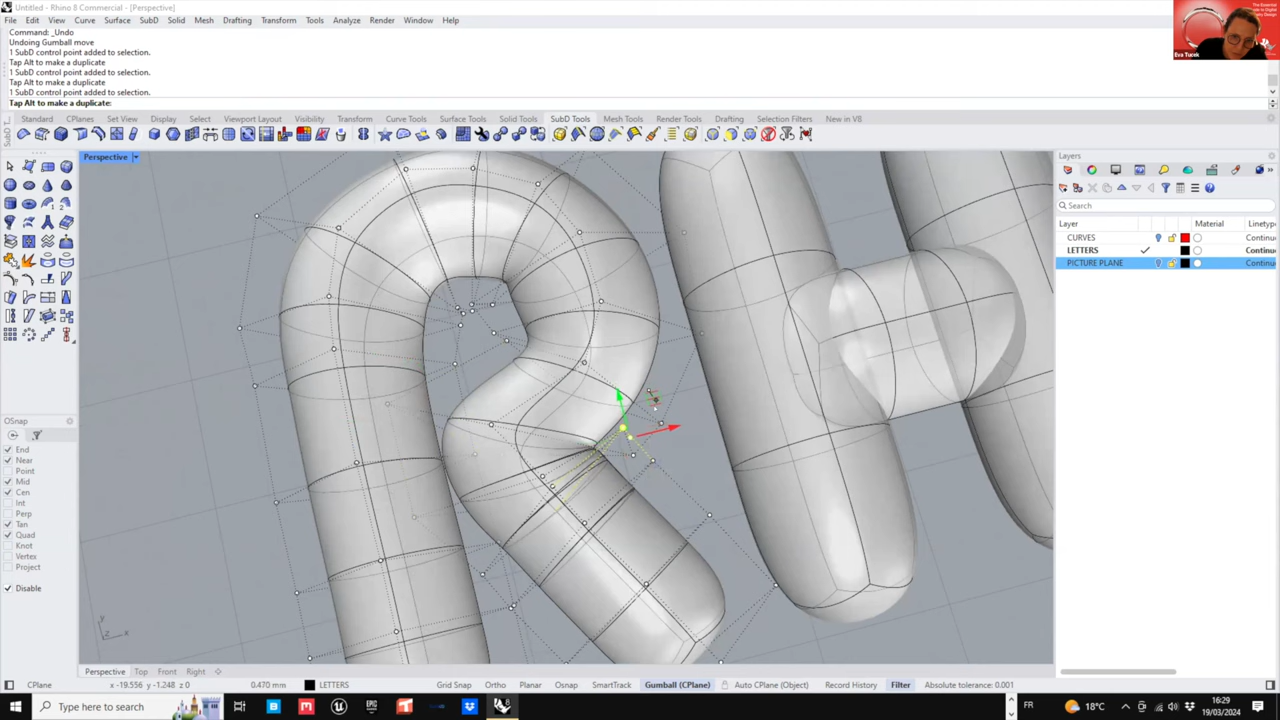 Untitled - Rhino 8 Commercial - [Perspective]
File Edit View Curve Surface SubD Solid Mesh Drafting Transform Tools Analyze Render Window Help
Command: _Undo
Undoing Gumball move
1 SubD control point added to selection.
Tap Alt to make a duplicate
1 SubD control point added to selection.
Tap Alt to make a duplicate
1 SubD control point added to selection.
Tap Alt to make a duplicate:
Eva Tucek
Standard CPlanes Set View Display Select Viewport Layout Visibility Transform Curve Tools Surface Tools Solid Tools SubD Tools Mesh Tools Render Tools Drafting Selection Filters New in V8
Perspective
Layers
Search
Layer Material Linetyp
CURVES Continu
LETTERS Continu
PICTURE PLANE Continu
OSnap
End
Near
Point
Mid
Cen
Int
Perp
Tan
Quad
Knot
Vertex
Project
Disable
y
z x
Perspective Top Front Right
CPlane x -19.556 y -1.248 z 0 0.470 mm LETTERS Grid Snap Ortho Planar Osnap SmartTrack Gumball (CPlane) Auto CPlane (Object) Record History Filter Absolute tolerance: 0.001
Type here to search
18°C
FR
16:29
19/03/2024